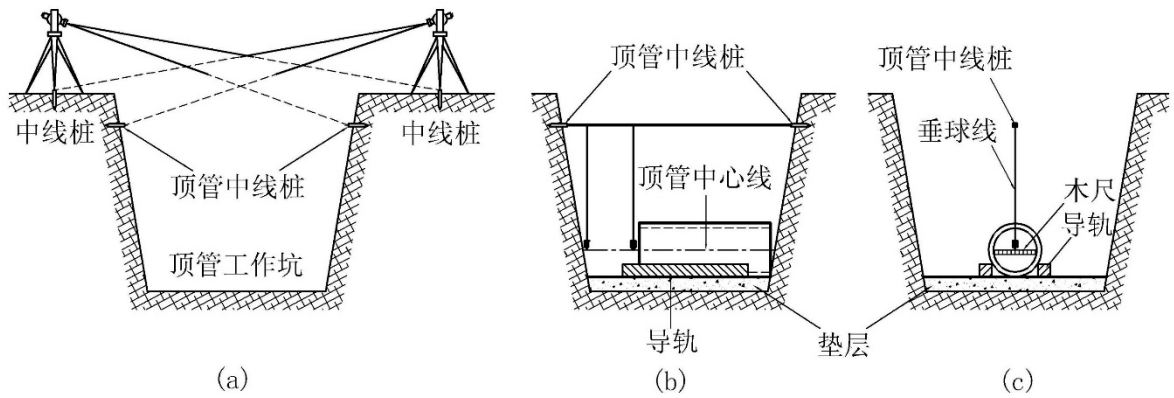 中线桩
中线桩
顶管中线桩
顶管工作坑
(a)
顶管中线桩
顶管中心线
导轨
(b)
垫层
顶管中线桩
垂球线
木尺
导轨
(c)